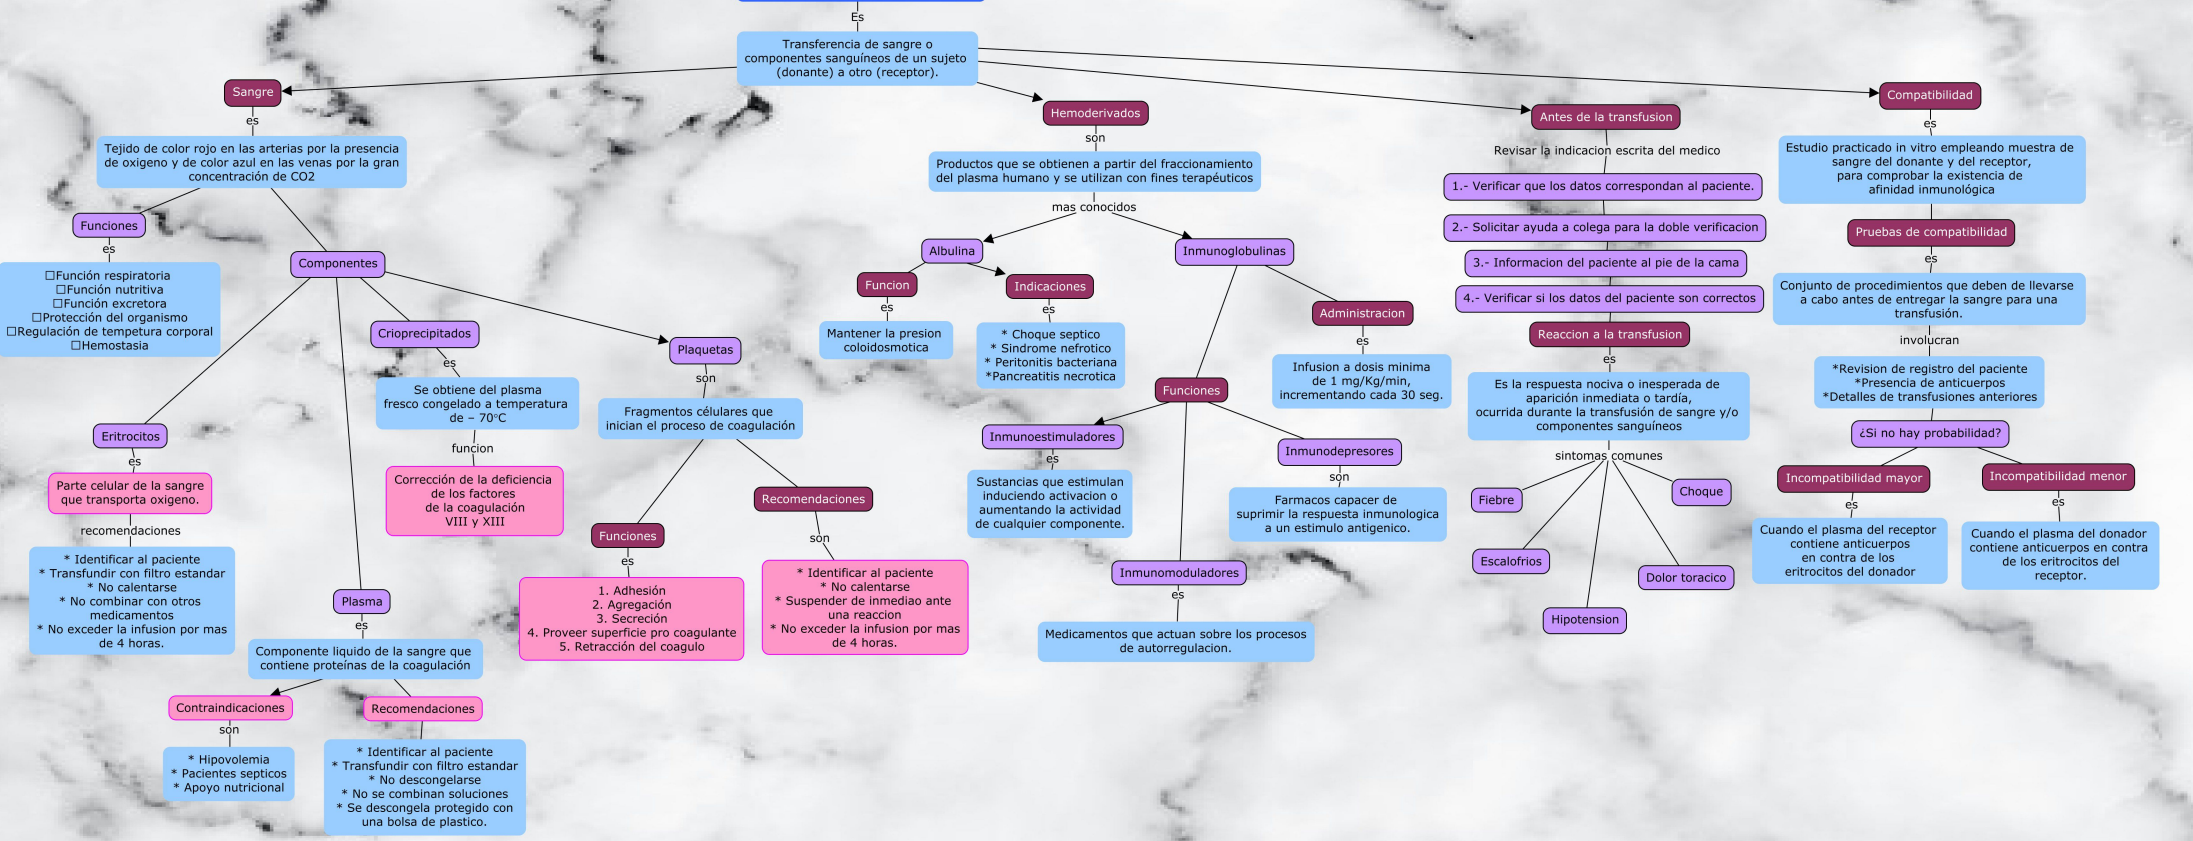 Es
Transferencia de sangre o
componentes sanguíneos de un sujeto
(donante) a otro (receptor).
Sangre
es
Tejido de color rojo en las arterias por la presencia
de oxigeno y de color azul en las venas por la gran
concentración de CO2
Funciones
es
☐Función respiratoria
☐Función nutritiva
☐Función excretora
☐Protección del organismo
☐Regulación de tempetura corporal
☐Hemostasia
Componentes
Eritrocitos
es
Parte celular de la sangre
que transporta oxigeno.
recomendaciones
* Identificar al paciente
* Transfundir con filtro estandar
* No calentarse
* No combinar con otros
medicamentos
* No exceder la infusion por mas
de 4 horas.
Crioprecipitados
es
Se obtiene del plasma
fresco congelado a temperatura
de – 70°C
funcion
Corrección de la deficiencia
de los factores
de la coagulación
VIII y XIII
Plasma
es
Componente liquido de la sangre que
contiene proteínas de la coagulación
Contraindicaciones
son
* Hipovolemia
* Pacientes septicos
* Apoyo nutricional
Recomendaciones
* Identificar al paciente
* Transfundir con filtro estandar
* No descongelarse
* No se combinan soluciones
* Se descongela protegido con
una bolsa de plastico.
Plaquetas
son
Fragmentos célulares que
inician el proceso de coagulación
Funciones
es
1. Adhesión
2. Agregación
3. Secreción
4. Proveer superficie pro coagulante
5. Retracción del coagulo
Recomendaciones
son
* Identificar al paciente
* No calentarse
* Suspender de inmediao ante
una reaccion
* No exceder la infusion por mas
de 4 horas.
Hemoderivados
son
Productos que se obtienen a partir del fraccionamiento
del plasma humano y se utilizan con fines terapéuticos
mas conocidos
Albulina
Funcion
es
Mantener la presion
coloidosmotica
Indicaciones
es
* Choque septico
* Sindrome nefrotico
* Peritonitis bacteriana
*Pancreatitis necrotica
Inmunoglobulinas
Administracion
es
Infusion a dosis minima
de 1 mg/Kg/min,
incrementando cada 30 seg.
Funciones
Inmunoestimuladores
es
Sustancias que estimulan
induciendo activacion o
aumentando la actividad
de cualquier componente.
Inmunodepresores
son
Farmacos capacer de
suprimir la respuesta inmunologica
a un estimulo antigenico.
Inmunomoduladores
es
Medicamentos que actuan sobre los procesos
de autorregulacion.
Antes de la transfusion
Revisar la indicacion escrita del medico
1.- Verificar que los datos correspondan al paciente.
2.- Solicitar ayuda a colega para la doble verificacion
3.- Informacion del paciente al pie de la cama
4.- Verificar si los datos del paciente son correctos
Reaccion a la transfusion
es
Es la respuesta nociva o inesperada de
aparición inmediata o tardía,
ocurrida durante la transfusión de sangre y/o
componentes sanguíneos
sintomas comunes
Fiebre
Choque
Escalofrios
Dolor toracico
Hipotension
Compatibilidad
es
Estudio practicado in vitro empleando muestra de
sangre del donante y del receptor,
para comprobar la existencia de
afinidad inmunológica
Pruebas de compatibilidad
es
Conjunto de procedimientos que deben de llevarse
a cabo antes de entregar la sangre para una
transfusión.
involucran
*Revision de registro del paciente
*Presencia de anticuerpos
*Detalles de transfusiones anteriores
¿Si no hay probabilidad?
Incompatibilidad mayor
es
Cuando el plasma del receptor
contiene anticuerpos
en contra de los
eritrocitos del donador
Incompatibilidad menor
es
Cuando el plasma del donador
contiene anticuerpos en contra
de los eritrocitos del
receptor.